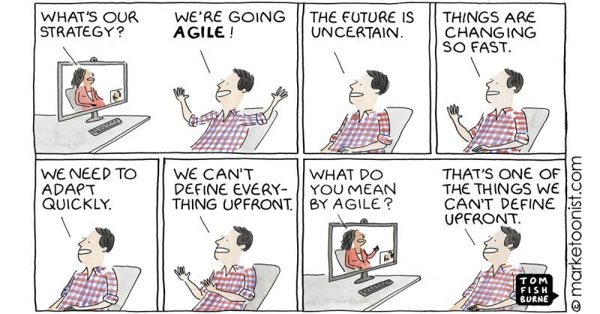 WHAT'S OUR
STRATEGY?
WE'RE GOING
AGILE!
THE FUTURE IS
UNCERTAIN.
THINGS ARE
CHANGING
SO FAST.
WE NEED TO
ADAPT
QUICKLY.
WE CAN'T
DEFINE EVERY-
THING UPFRONT.
WHAT DO
YOU MEAN
BY AGILE?
THAT'S ONE OF
THE THINGS WE
CAN'T DEFINE
UPFRONT.
TOM
FISH
BURNE
© marketoonist.com